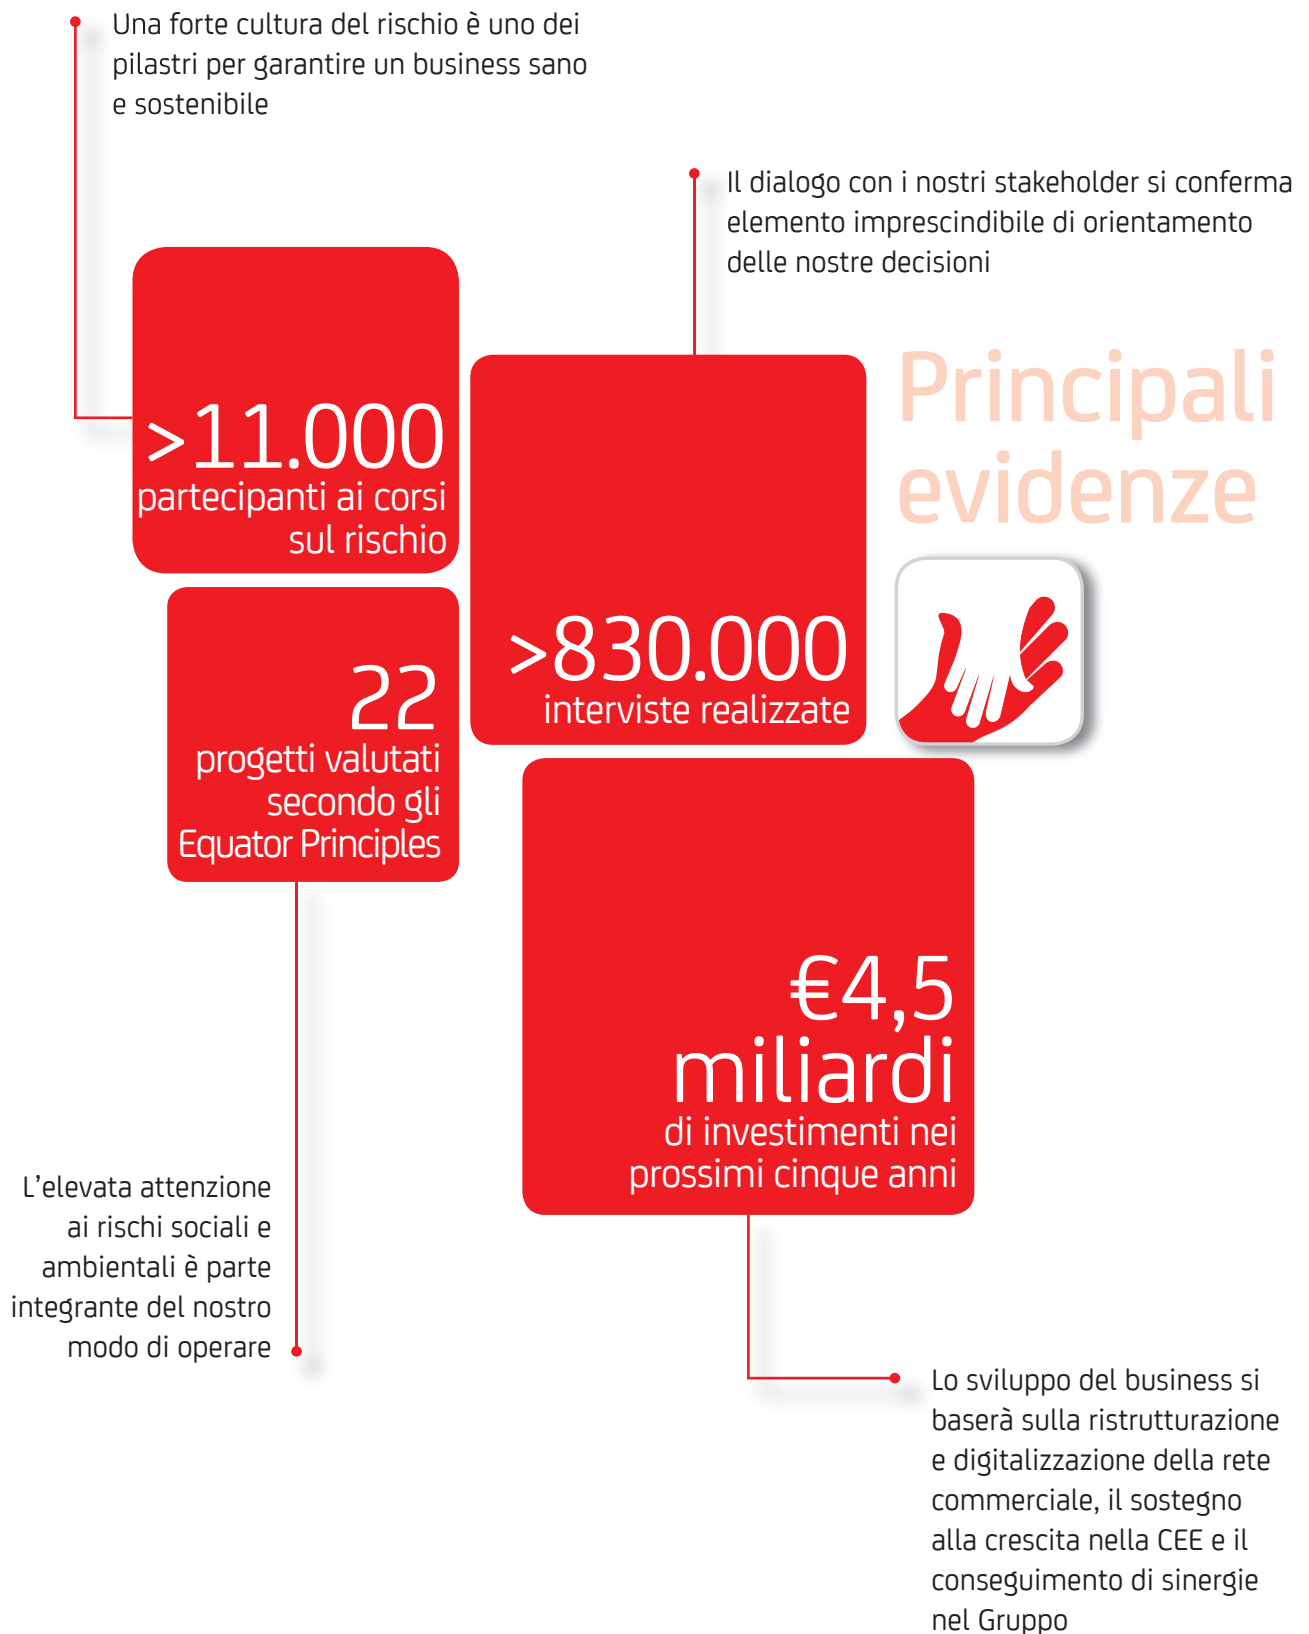 Una forte cultura del rischio è uno dei
pilastri per garantire un business sano
e sostenibile
Il dialogo con i nostri stakeholder si conferma
elemento imprescindibile di orientamento
delle nostre decisioni
Principali
evidenze
>11.000
partecipanti ai corsi
sul rischio
>830.000
interviste realizzate
22
progetti valutati
secondo gli
Equator Principles
€4,5
miliardi
di investimenti nei
prossimi cinque anni
L’elevata attenzione
ai rischi sociali e
ambientali è parte
integrante del nostro
modo di operare
Lo sviluppo del business si
baserà sulla ristrutturazione
e digitalizzazione della rete
commerciale, il sostegno
alla crescita nella CEE e il
conseguimento di sinergie
nel Gruppo